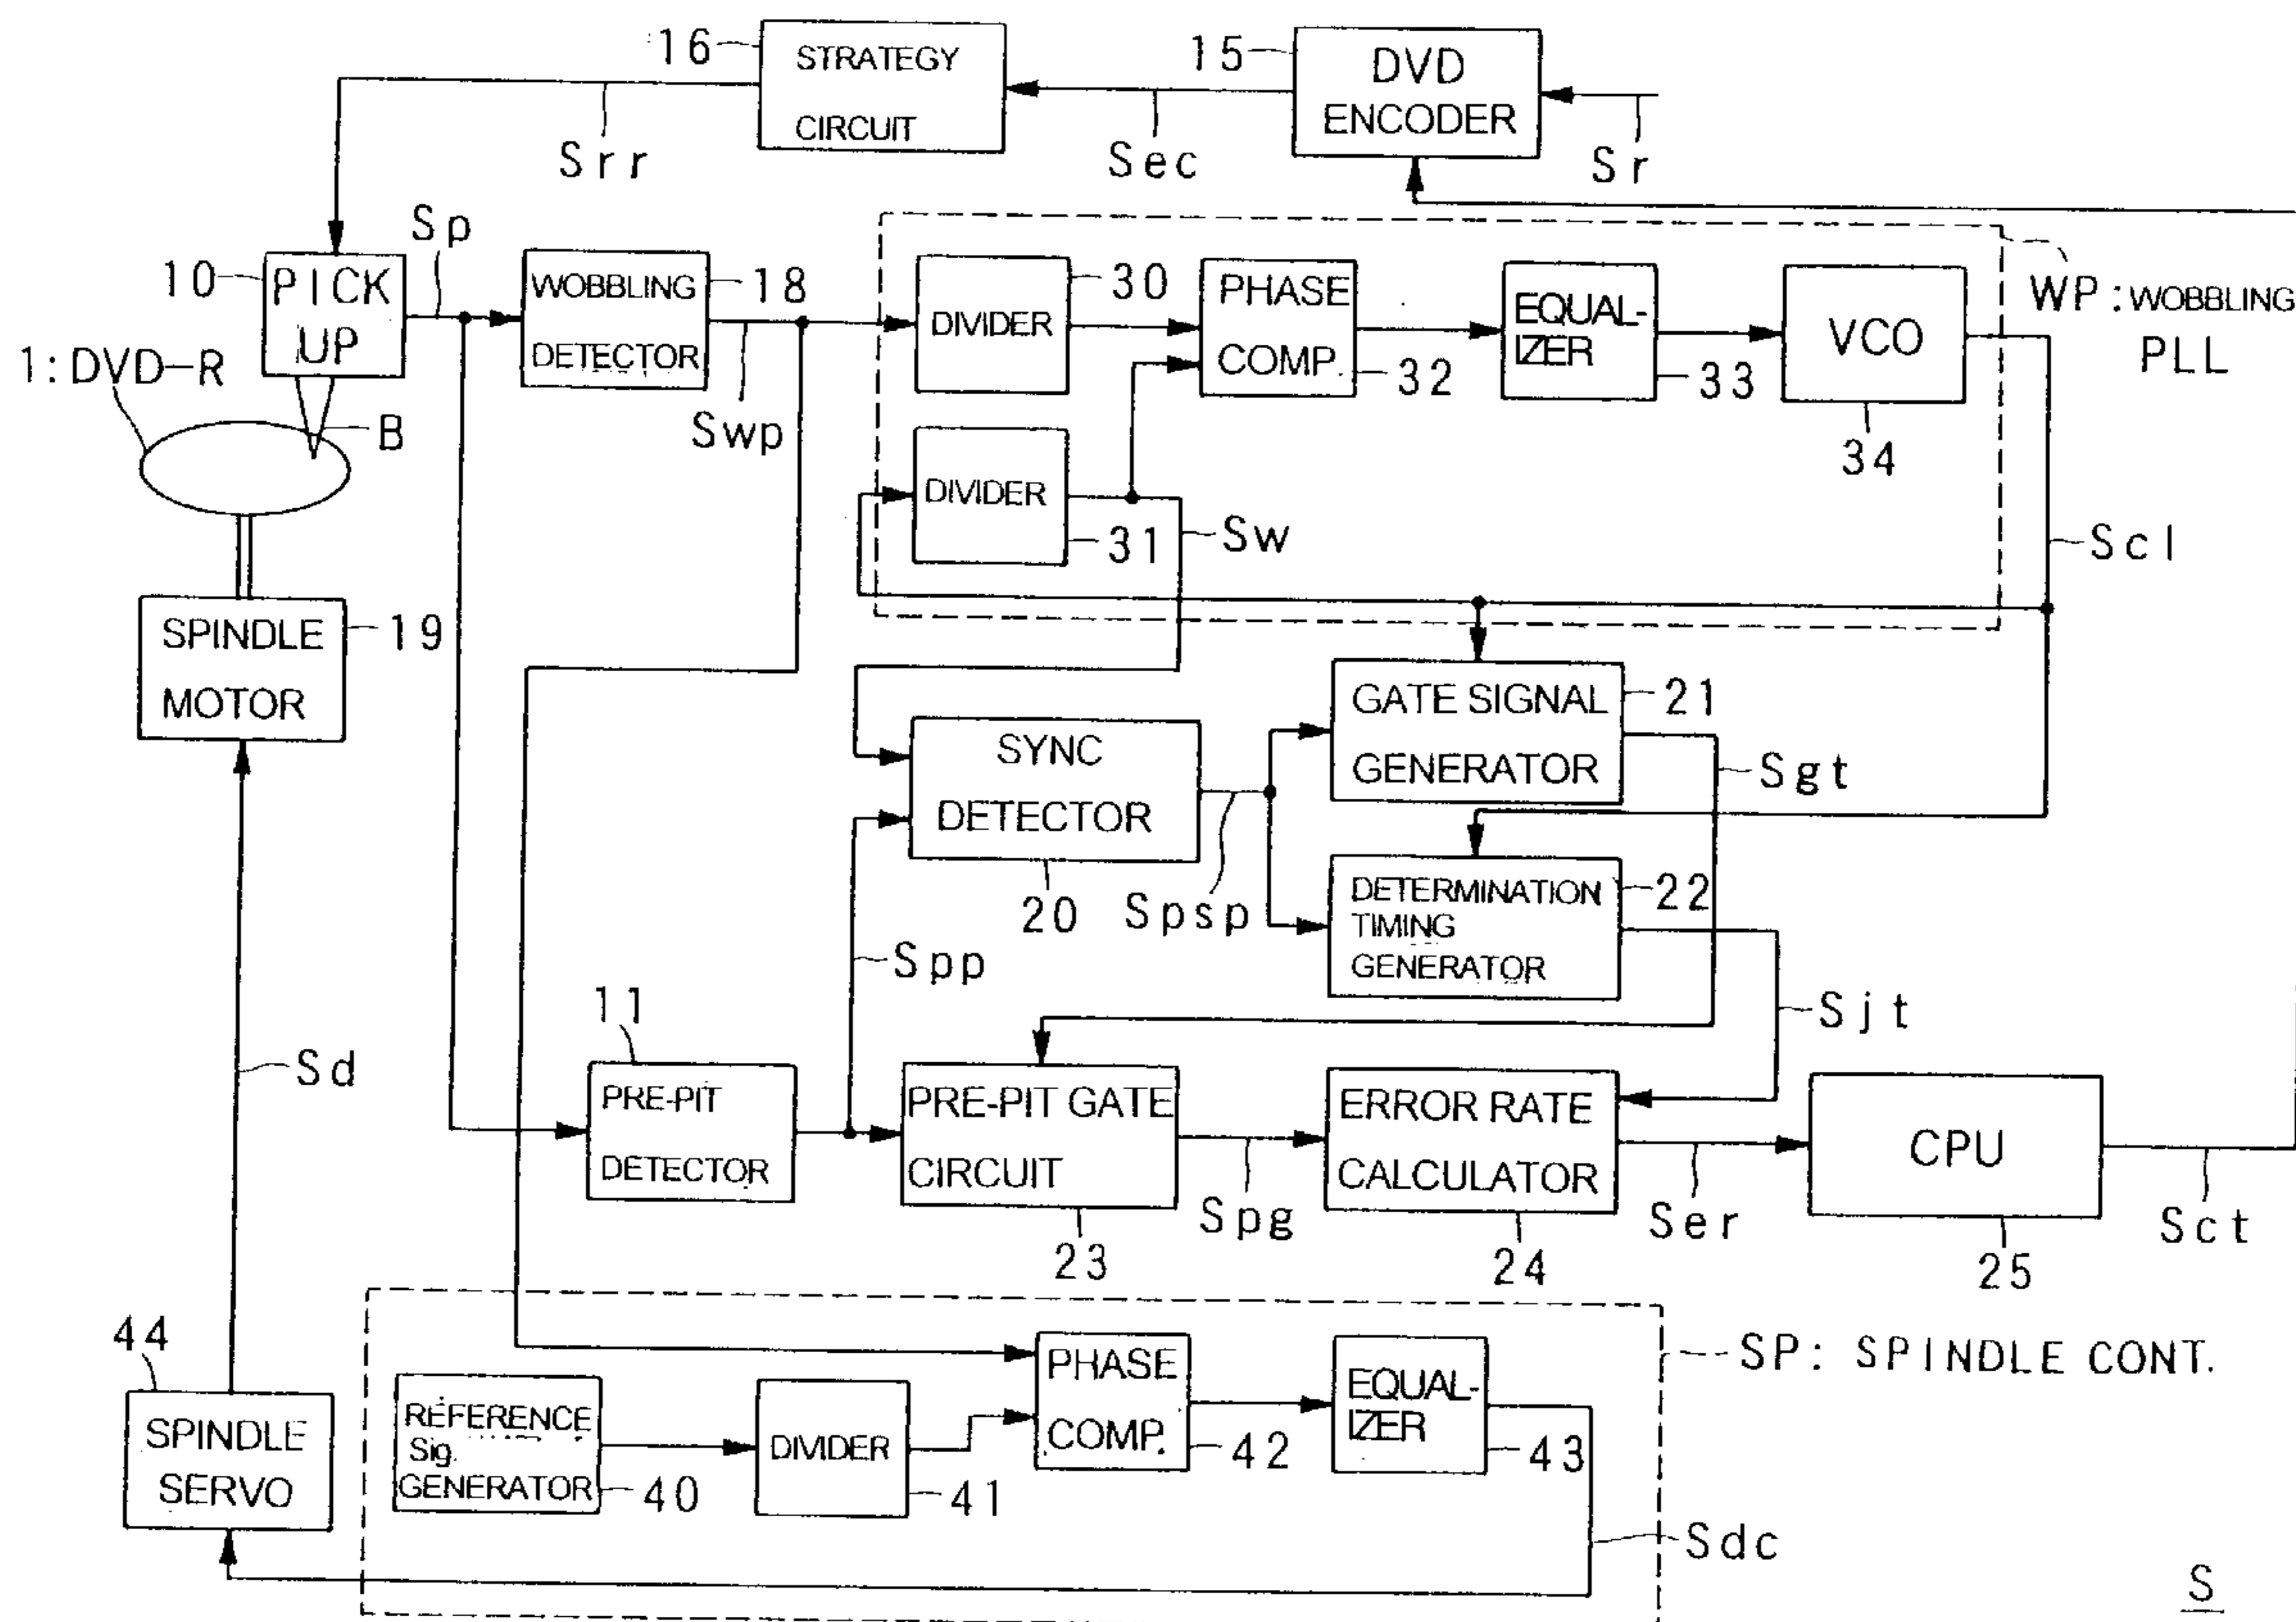 16
STRATEGY
CIRCUIT
15
DVD
ENCODER
Srr
Sec
Sr
Sp
10
PICK
UP
WOBBLING
DETECTOR
18
30
DIVIDER
PHASE
COMP.
32
EQUAL-
IZER
33
VCO
34
WP: WOBBLING
PLL
1:DVD-R
B
Swp
DIVIDER
31
Sw
Scl
SPINDLE
MOTOR
19
SYNC
DETECTOR
20
GATE SIGNAL
GENERATOR
21
Sgt
Spsp
DETERMINATION
TIMING
GENERATOR
22
Spp
Sjt
Sd
11
PRE-PIT
DETECTOR
PRE-PIT GATE
CIRCUIT
23
Spg
ERROR RATE
CALCULATOR
24
Ser
CPU
25
Sct
44
SPINDLE
SERVO
REFERENCE
Sig.
GENERATOR
40
DIVIDER
41
PHASE
COMP.
42
EQUAL-
IZER
43
SP: SPINDLE CONT.
Sdc
S